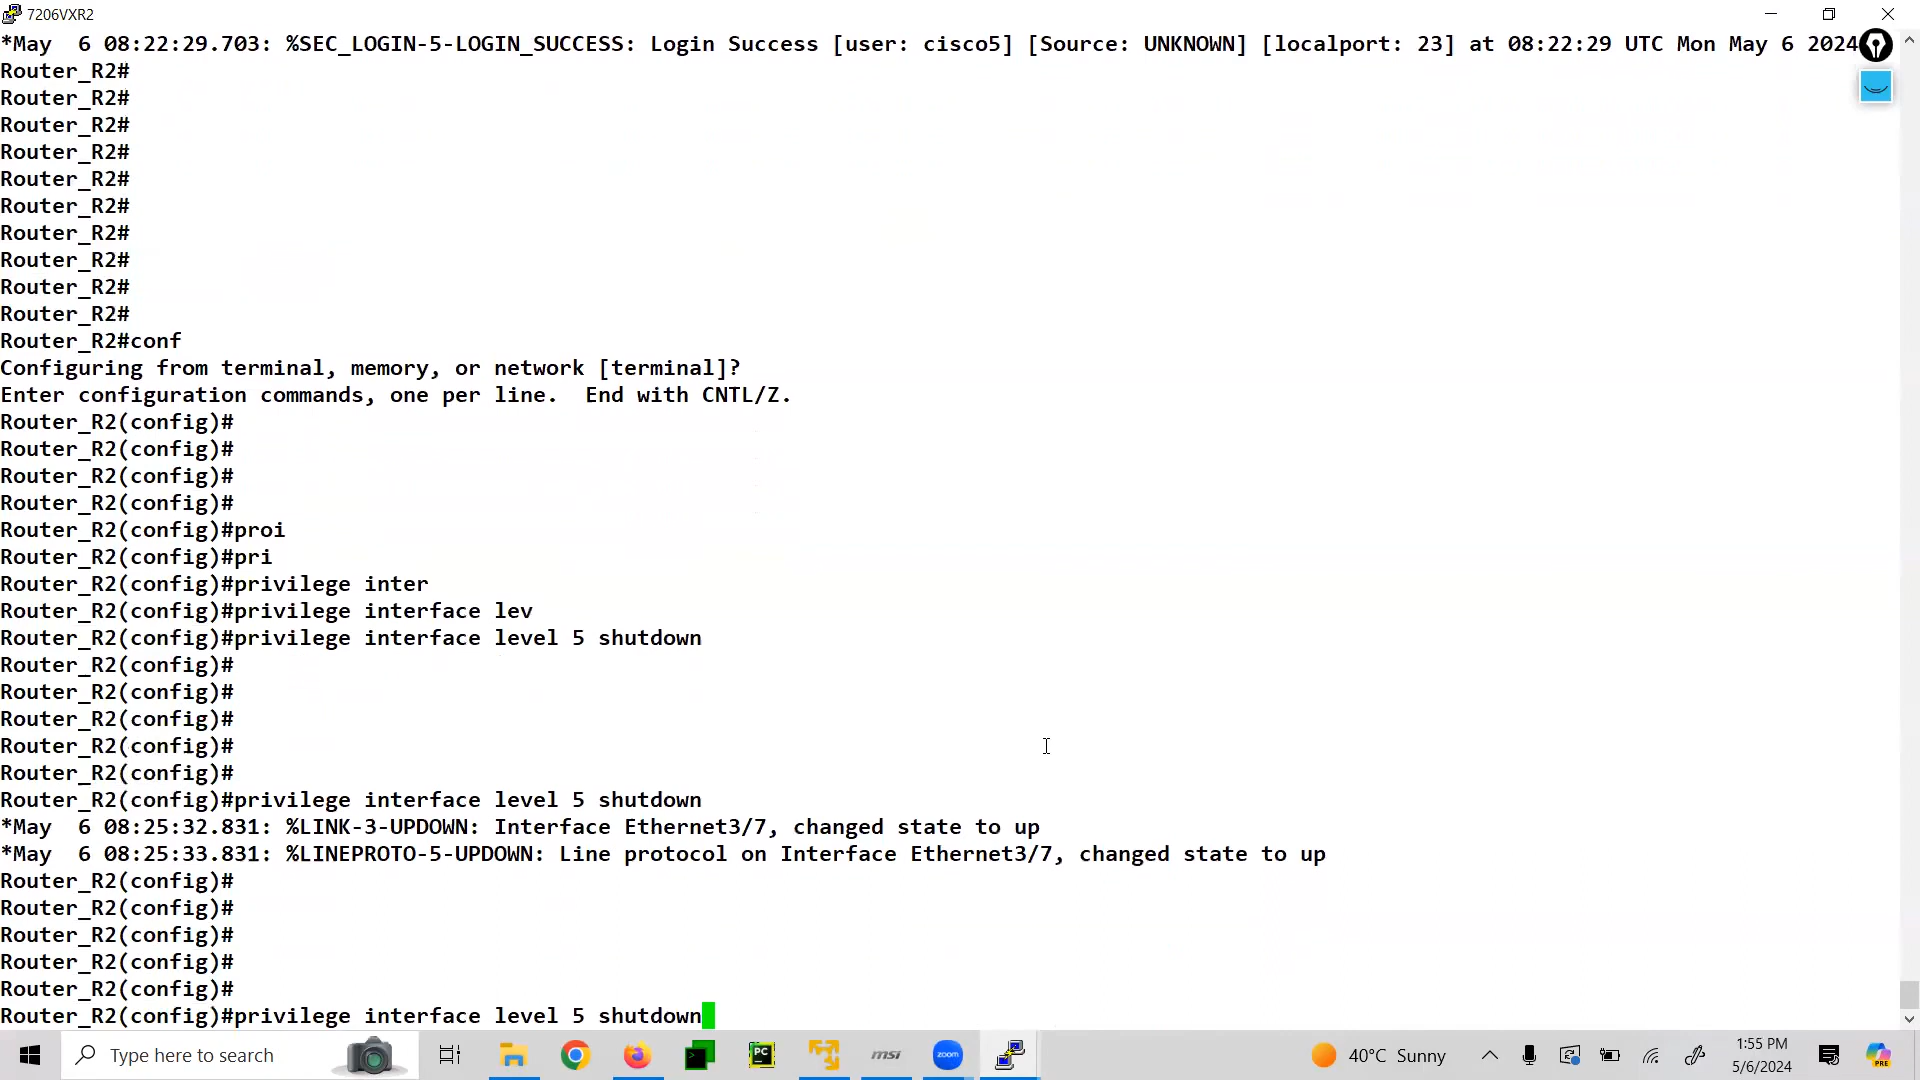 7206VXR2
*May  6 08:22:29.703: %SEC_LOGIN-5-LOGIN_SUCCESS: Login Success [user: cisco5] [Source: UNKNOWN] [localport: 23] at 08:22:29 UTC Mon May 6 2024
Router_R2#
Router_R2#
Router_R2#
Router_R2#
Router_R2#
Router_R2#
Router_R2#
Router_R2#
Router_R2#
Router_R2#
Router_R2#conf
Configuring from terminal, memory, or network [terminal]?
Enter configuration commands, one per line.  End with CNTL/Z.
Router_R2(config)#
Router_R2(config)#
Router_R2(config)#
Router_R2(config)#
Router_R2(config)#proi
Router_R2(config)#pri
Router_R2(config)#privilege inter
Router_R2(config)#privilege interface lev
Router_R2(config)#privilege interface level 5 shutdown
Router_R2(config)#
Router_R2(config)#
Router_R2(config)#
Router_R2(config)#
Router_R2(config)#
Router_R2(config)#privilege interface level 5 shutdown
*May  6 08:25:32.831: %LINK-3-UPDOWN: Interface Ethernet3/7, changed state to up
*May  6 08:25:33.831: %LINEPROTO-5-UPDOWN: Line protocol on Interface Ethernet3/7, changed state to up
Router_R2(config)#
Router_R2(config)#
Router_R2(config)#
Router_R2(config)#
Router_R2(config)#
Router_R2(config)#privilege interface level 5 shutdown
Type here to search
PC
msi
zoom
40°C Sunny
1:55 PM
5/6/2024
PRE